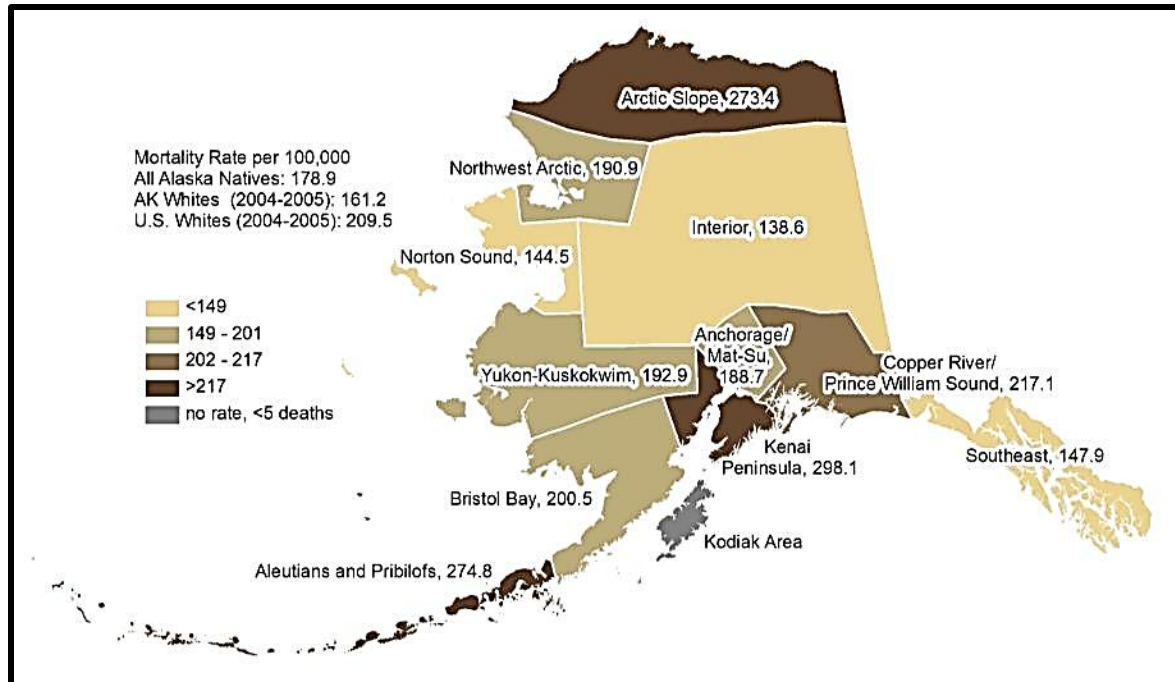 Arctic Slope, 273.4
Mortality Rate per 100,000
All Alaska Natives: 178.9
AK Whites (2004-2005): 161.2
U.S. Whites (2004-2005): 209.5
Northwest Arctic, 190.9
Interior, 138.6
Norton Sound, 144.5
<149
149 - 201
202 - 217
>217
no rate, <5 deaths
Anchorage/
Mat-Su,
188.7
Yukon-Kuskokwim, 192.9
Copper River/
Prince William Sound, 217.1
Kenai
Peninsula, 298.1
Southeast, 147.9
Bristol Bay, 200.5
Kodiak Area
Aleutians and Pribilofs, 274.8